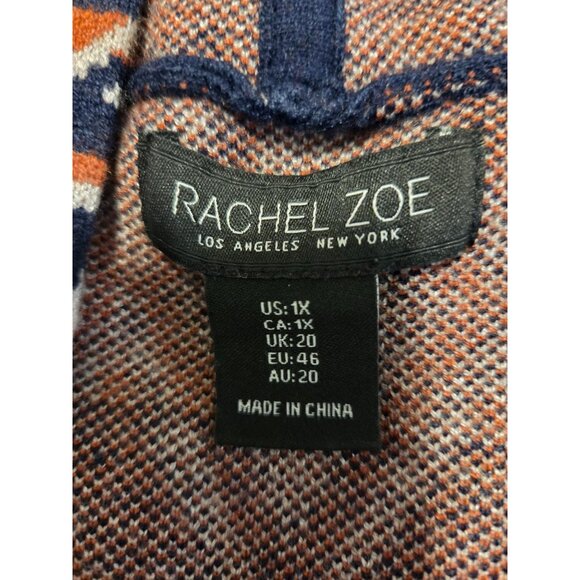 RACHEL ZOE
LOS ANGELES NEW YORK
US: 1X
CA: 1X
UK: 20
EU: 46
AU: 20
MADE IN CHINA